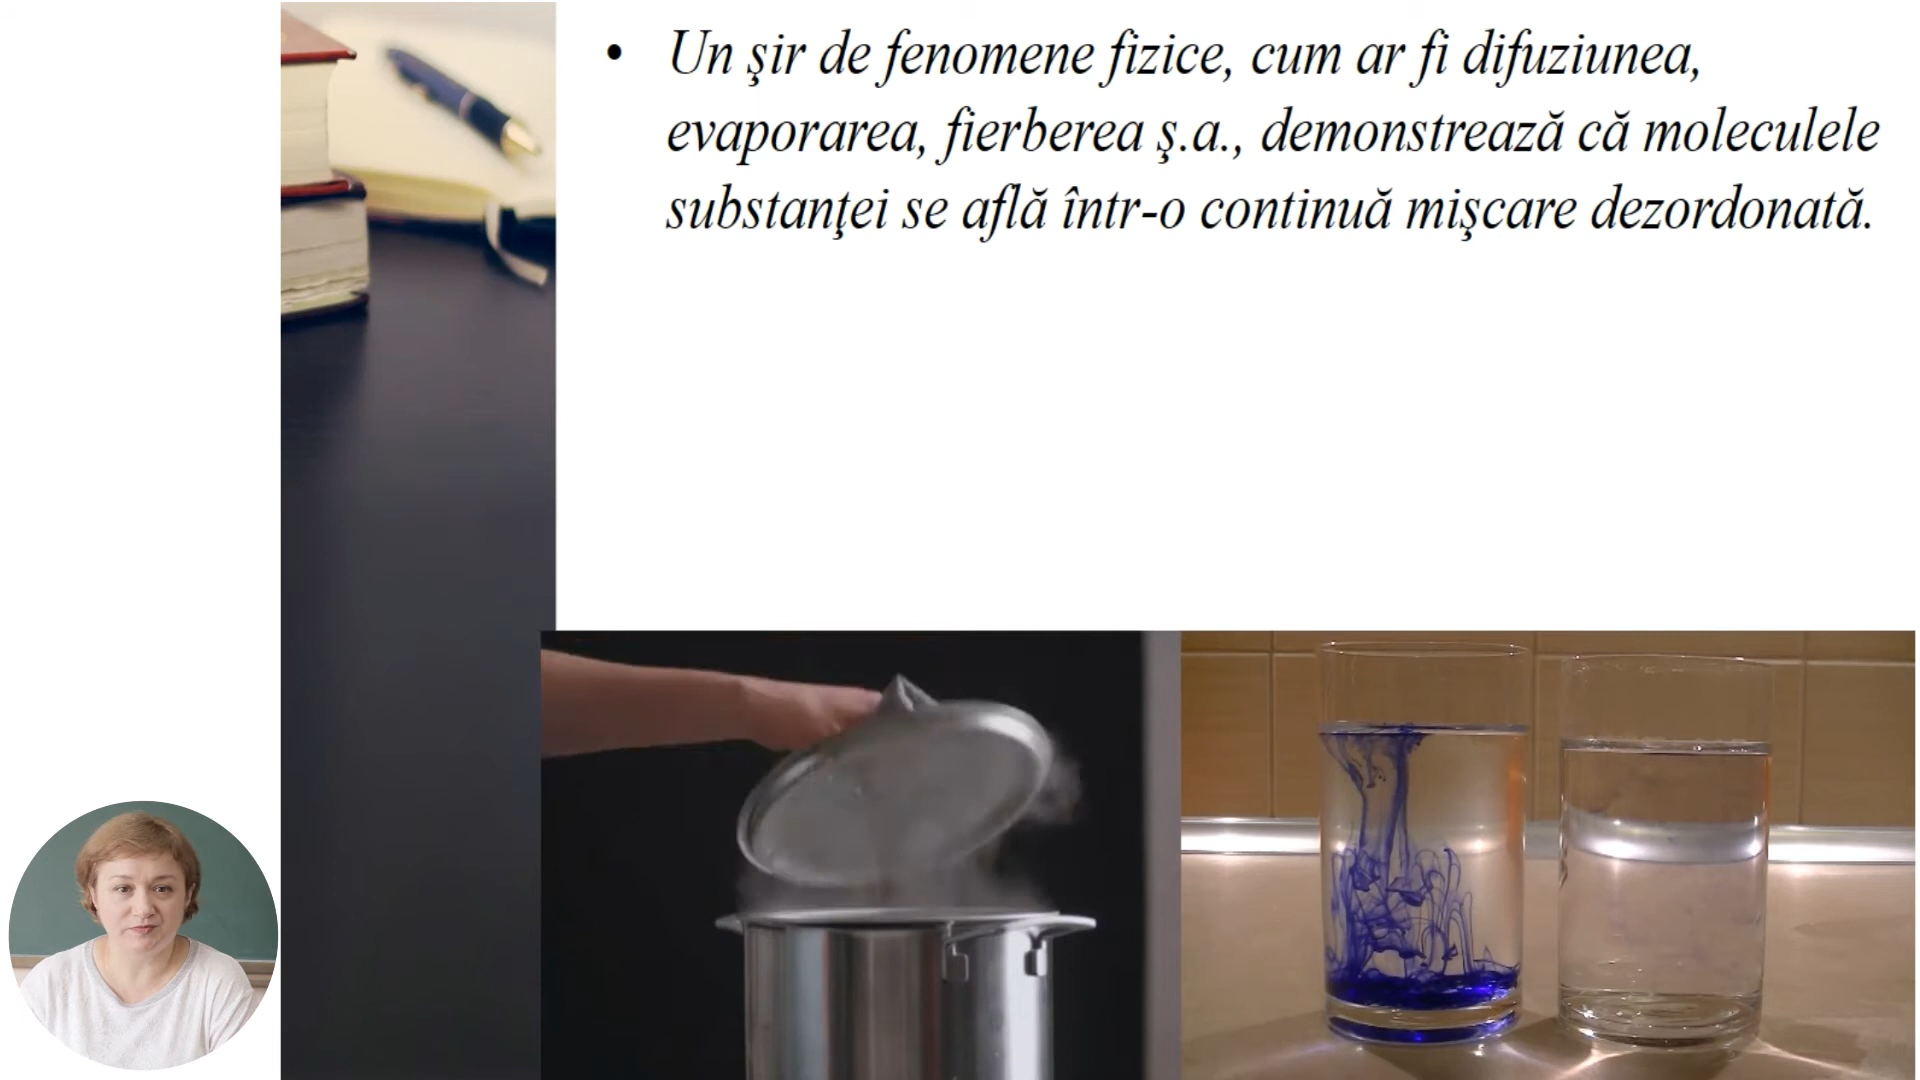 • Un şir de fenomene fizice, cum ar fi difuziunea,
evaporarea, fierberea ş.a., demonstrează că moleculele
substanţei se află într-o continuă mişcare dezordonată.